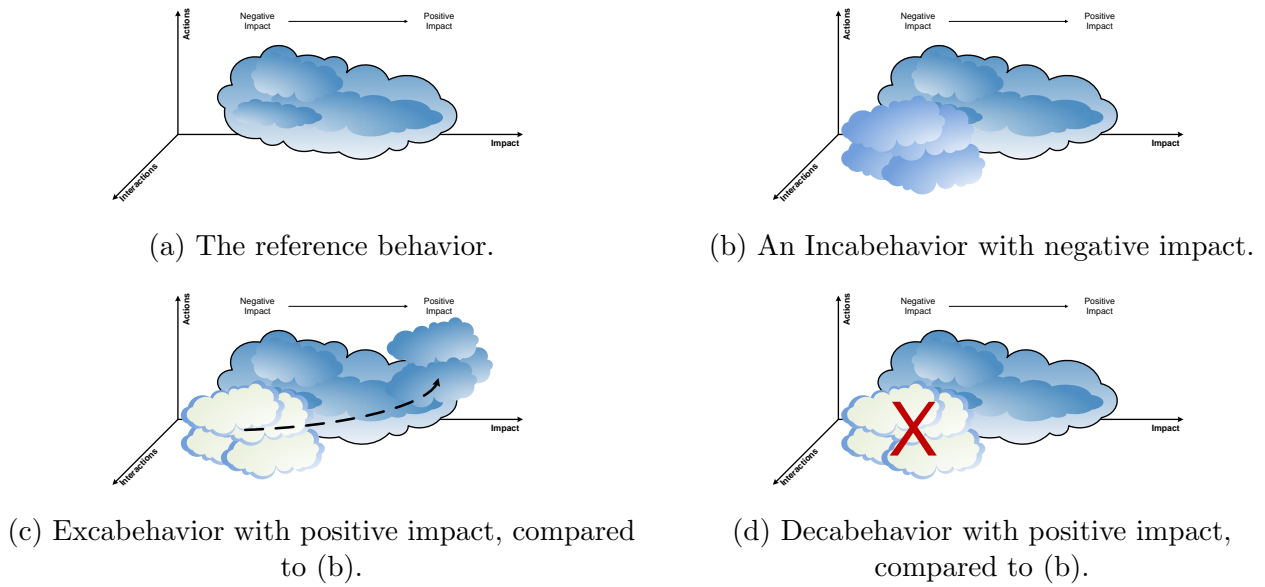 Actions
Negative
Impact
Positive
Impact
Impact
Interactions
(a) The reference behavior.
Actions
Negative
Impact
Positive
Impact
Impact
Interactions
(b) An Incabehavior with negative impact.
Actions
Negative
Impact
Positive
Impact
Impact
Interactions
(c) Excabehavior with positive impact, compared
to (b).
Actions
Negative
Impact
Positive
Impact
X
Impact
Interactions
(d) Decabehavior with positive impact,
compared to (b).